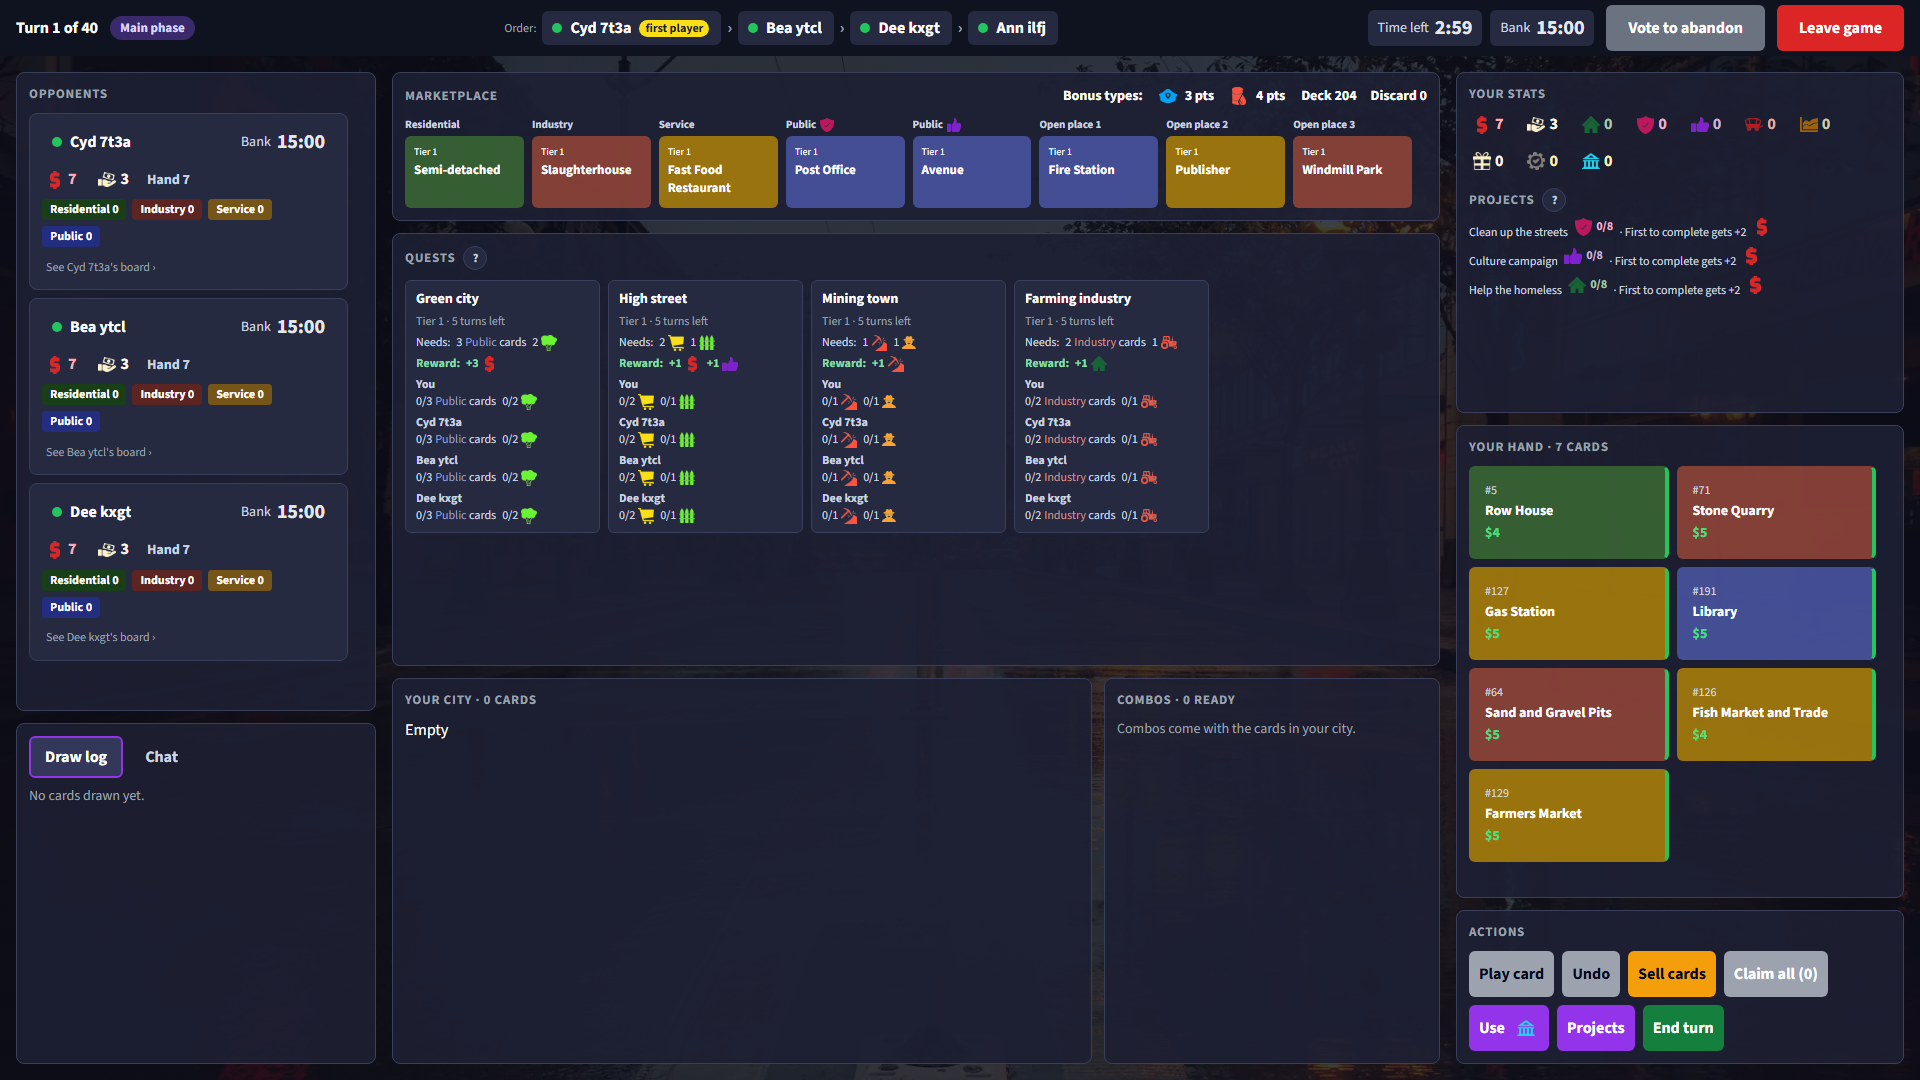 Turn 1 of 40
Main phase
Order:
Cyd 7t3a first player › Bea ytcl › Dee kxgt › Ann ilfj
Time left 2:59
Bank 15:00
Vote to abandon
Leave game
OPPONENTS
Cyd 7t3a Bank 15:00
7 3 Hand 7
Residential 0 Industry 0 Service 0
Public 0
See Cyd 7t3a's board ›
Bea ytcl Bank 15:00
7 3 Hand 7
Residential 0 Industry 0 Service 0
Public 0
See Bea ytcl's board ›
Dee kxgt Bank 15:00
7 3 Hand 7
Residential 0 Industry 0 Service 0
Public 0
See Dee kxgt's board ›
Draw log Chat
No cards drawn yet.
MARKETPLACE
Bonus types: 3 pts 4 pts Deck 204 Discard 0
Residential
Tier 1
Semi-detached
Industry
Tier 1
Slaughterhouse
Service
Tier 1
Fast Food
Restaurant
Public
Tier 1
Post Office
Public
Tier 1
Avenue
Open place 1
Tier 1
Fire Station
Open place 2
Tier 1
Publisher
Open place 3
Tier 1
Windmill Park
QUESTS ?
Green city
Tier 1 · 5 turns left
Needs: 3 Public cards 2
Reward: +3
You
0/3 Public cards 0/2
Cyd 7t3a
0/3 Public cards 0/2
Bea ytcl
0/3 Public cards 0/2
Dee kxgt
0/3 Public cards 0/2
High street
Tier 1 · 5 turns left
Needs: 2 1
Reward: +1 +1
You
0/2 0/1
Cyd 7t3a
0/2 0/1
Bea ytcl
0/2 0/1
Dee kxgt
0/2 0/1
Mining town
Tier 1 · 5 turns left
Needs: 1 1
Reward: +1
You
0/1 0/1
Cyd 7t3a
0/1 0/1
Bea ytcl
0/1 0/1
Dee kxgt
0/1 0/1
Farming industry
Tier 1 · 5 turns left
Needs: 2 Industry cards 1
Reward: +1
You
0/2 Industry cards 0/1
Cyd 7t3a
0/2 Industry cards 0/1
Bea ytcl
0/2 Industry cards 0/1
Dee kxgt
0/2 Industry cards 0/1
YOUR CITY · 0 CARDS
Empty
COMBOS · 0 READY
Combos come with the cards in your city.
YOUR STATS
7 3 0 0 0 0 0
0 0 0
PROJECTS ?
Clean up the streets 0/8 · First to complete gets +2
Culture campaign 0/8 · First to complete gets +2
Help the homeless 0/8 · First to complete gets +2
YOUR HAND · 7 CARDS
#5
Row House
$4
#71
Stone Quarry
$5
#127
Gas Station
$5
#191
Library
$5
#64
Sand and Gravel Pits
$5
#126
Fish Market and Trade
$4
#129
Farmers Market
$5
ACTIONS
Play card Undo Sell cards Claim all (0)
Use Projects End turn